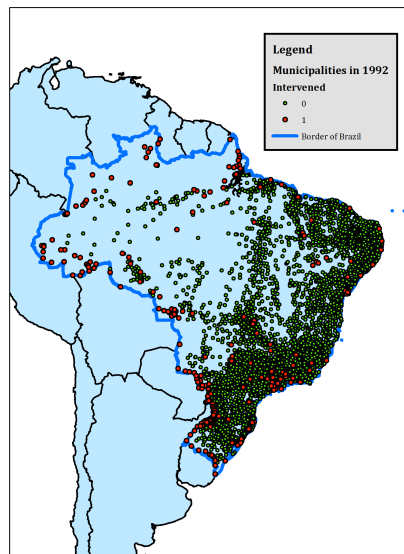 Legend
Municipalities in 1992
Intervened
0
1
Border of Brazil